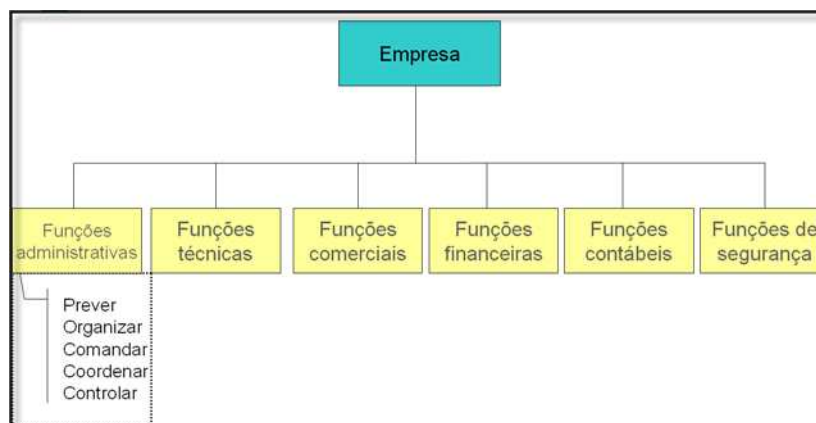 Empresa
Funções
administrativas
Funções
técnicas
Funções
comerciais
Funções
financeiras
Funções
contábeis
Funções de
segurança
Prever
Organizar
Comandar
Coordenar
Controlar